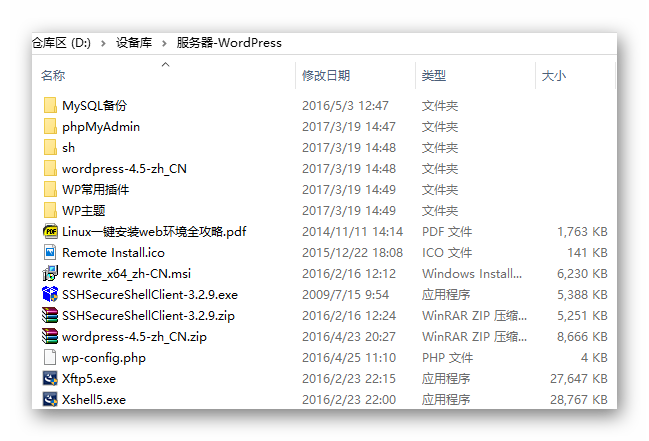 仓库区 (D:) › 设备库 › 服务器-WordPress
名称 修改日期 类型 大小
MySQL备份 2016/5/3 12:47 文件夹
phpMyAdmin 2017/3/19 14:47 文件夹
sh 2017/3/19 14:48 文件夹
wordpress-4.5-zh_CN 2017/3/19 14:48 文件夹
WP常用插件 2017/3/19 14:49 文件夹
WP主题 2017/3/19 14:49 文件夹
Linux一键安装web环境全攻略.pdf 2014/11/11 14:14 PDF 文件 1,763 KB
Remote Install.ico 2015/12/22 18:08 ICO 文件 141 KB
rewrite_x64_zh-CN.msi 2016/2/16 12:12 Windows Install... 6,230 KB
SSHSecureShellClient-3.2.9.exe 2009/7/15 9:54 应用程序 5,388 KB
SSHSecureShellClient-3.2.9.zip 2016/2/16 12:24 WinRAR ZIP 压缩... 5,251 KB
wordpress-4.5-zh_CN.zip 2016/4/23 20:27 WinRAR ZIP 压缩... 8,666 KB
wp-config.php 2016/4/25 11:10 PHP 文件 4 KB
Xftp5.exe 2016/2/23 22:15 应用程序 27,647 KB
Xshell5.exe 2016/2/23 22:00 应用程序 28,767 KB